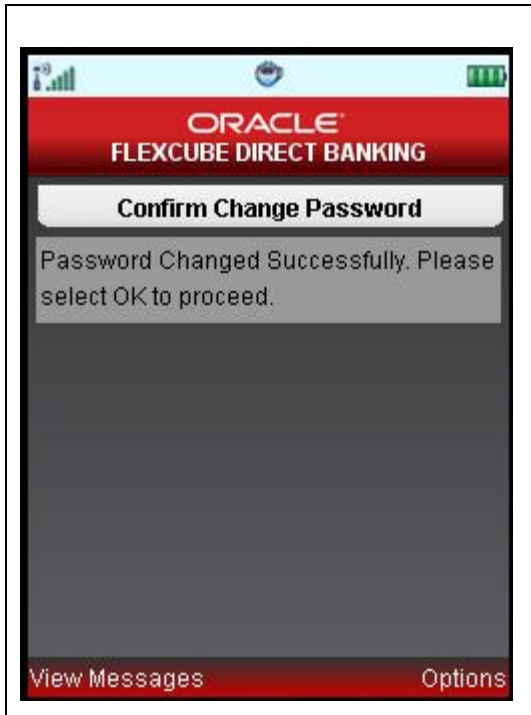 ORACLE
FLEXCUBE DIRECT BANKING
Confirm Change Password
Password Changed Successfully. Please
select OK to proceed.
View Messages Options